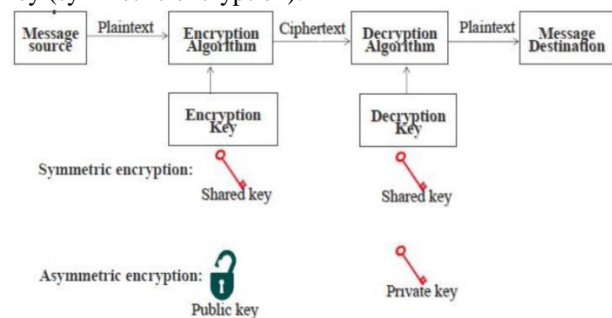 Message source
Plaintext
Encryption Algorithm
Ciphertext
Decryption Algorithm
Plaintext
Message Destination
Encryption Key
Decryption Key
Symmetric encryption:
Shared key
Shared key
Asymmetric encryption:
Public key
Private key